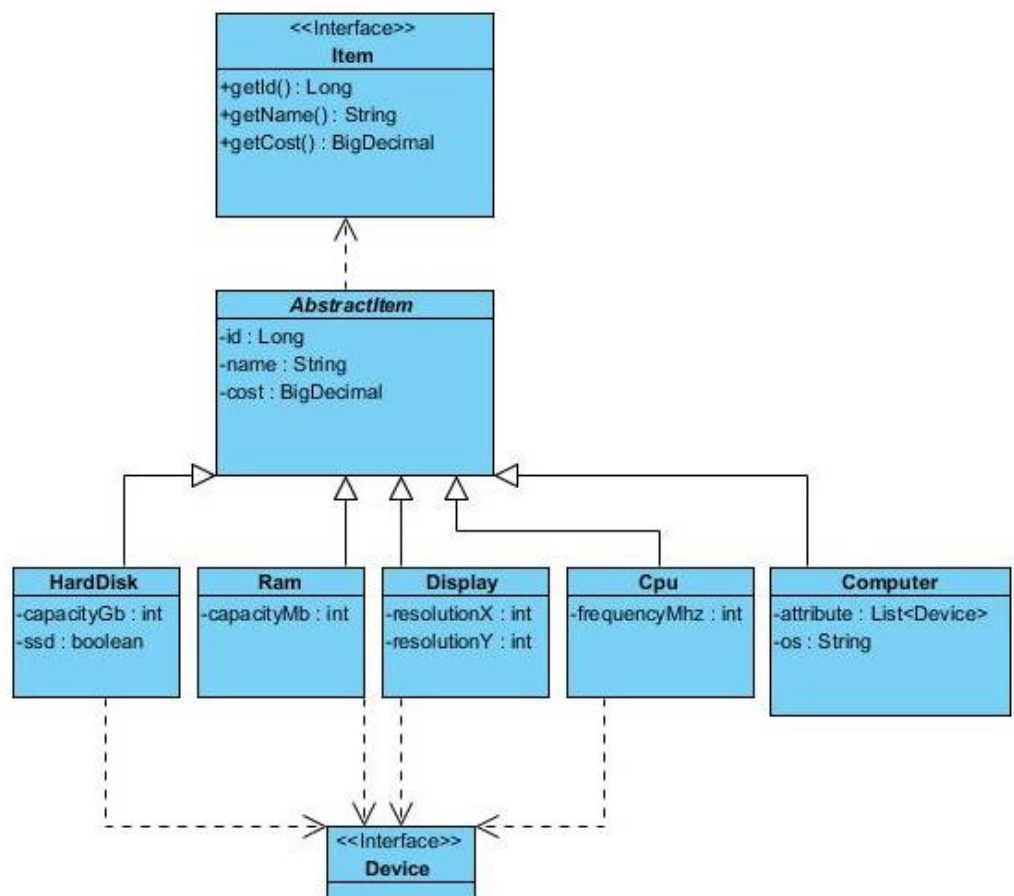 <<Interface>>
Item
+getId() : Long
+getName() : String
+getCost() : BigDecimal
AbstractItem
-id : Long
-name : String
-cost : BigDecimal
HardDisk
-capacityGb : int
-ssd : boolean
Ram
-capacityMb : int
Display
-resolutionX : int
-resolutionY : int
Cpu
-frequencyMhz : int
Computer
-attribute : List<Device>
-os : String
<<Interface>>
Device